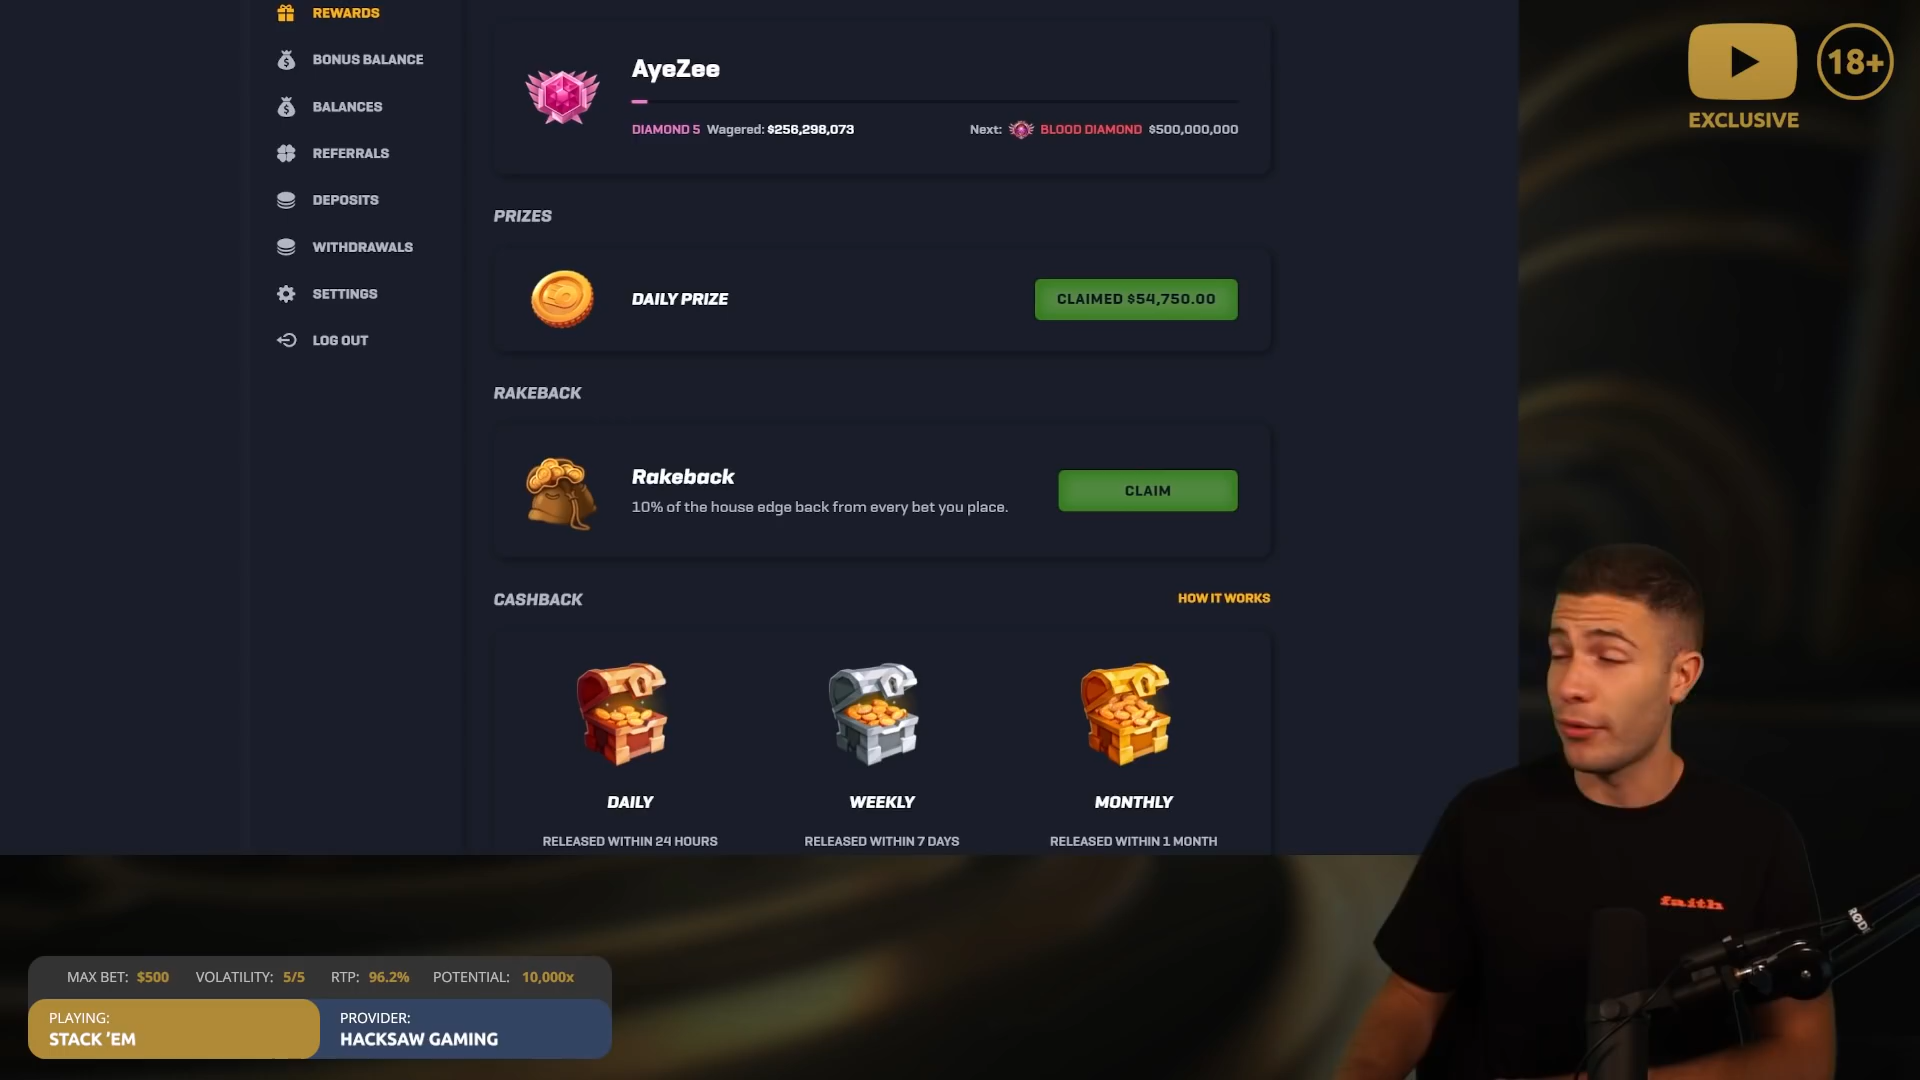 REWARDS
BONUS BALANCE
BALANCES
REFERRALS
DEPOSITS
WITHDRAWALS
SETTINGS
LOG OUT
AyeZee
DIAMOND 5 Wagered: $256,298,073
Next: BLOOD DIAMOND $500,000,000
PRIZES
DAILY PRIZE
CLAIMED $54,750.00
RAKEBACK
Rakeback
10% of the house edge back from every bet you place.
CLAIM
CASHBACK
HOW IT WORKS
DAILY
RELEASED WITHIN 24 HOURS
WEEKLY
RELEASED WITHIN 7 DAYS
MONTHLY
RELEASED WITHIN 1 MONTH
18+
EXCLUSIVE
faith
RØDE
MAX BET: $500 VOLATILITY: 5/5 RTP: 96.2% POTENTIAL: 10,000x
PLAYING:
STACK 'EM
PROVIDER:
HACKSAW GAMING